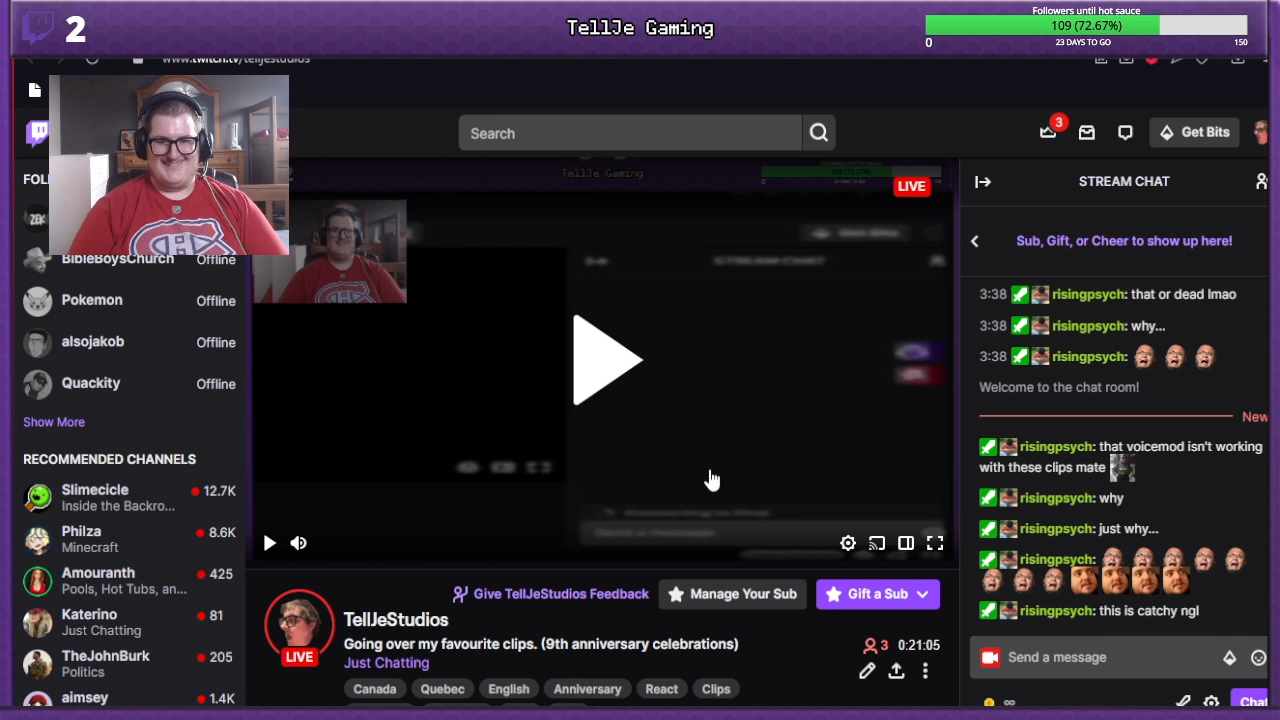 2
TellJe Gaming
Followers until hot sauce
109 (72.67%)
0
23 DAYS TO GO
150
www.twitch.tv/telljestudios
Search
3
Get Bits
FOLL
BibleBoysChurch Offline
Pokemon Offline
alsojakob Offline
Quackity Offline
Show More
RECOMMENDED CHANNELS
Slimecicle 12.7K
Inside the Backro...
Philza 8.6K
Minecraft
Amouranth 425
Pools, Hot Tubs, an...
Katerino 81
Just Chatting
TheJohnBurk 205
Politics
aimsey 1.4K
TellJe Gaming
LIVE
STREAM CHAT
Give TellJeStudios Feedback
Manage Your Sub
Gift a Sub
LIVE
TellJeStudios
Going over my favourite clips. (9th anniversary celebrations)
3 0:21:05
Just Chatting
Canada Quebec English Anniversary React Clips
STREAM CHAT
Sub, Gift, or Cheer to show up here!
3:38 risingpsych: that or dead lmao
3:38 risingpsych: why...
3:38 risingpsych:
Welcome to the chat room!
New
risingpsych: that voicemod isn't working
with these clips mate
risingpsych: why
risingpsych: just why...
risingpsych:
risingpsych: this is catchy ngl
Send a message
∞
Chat